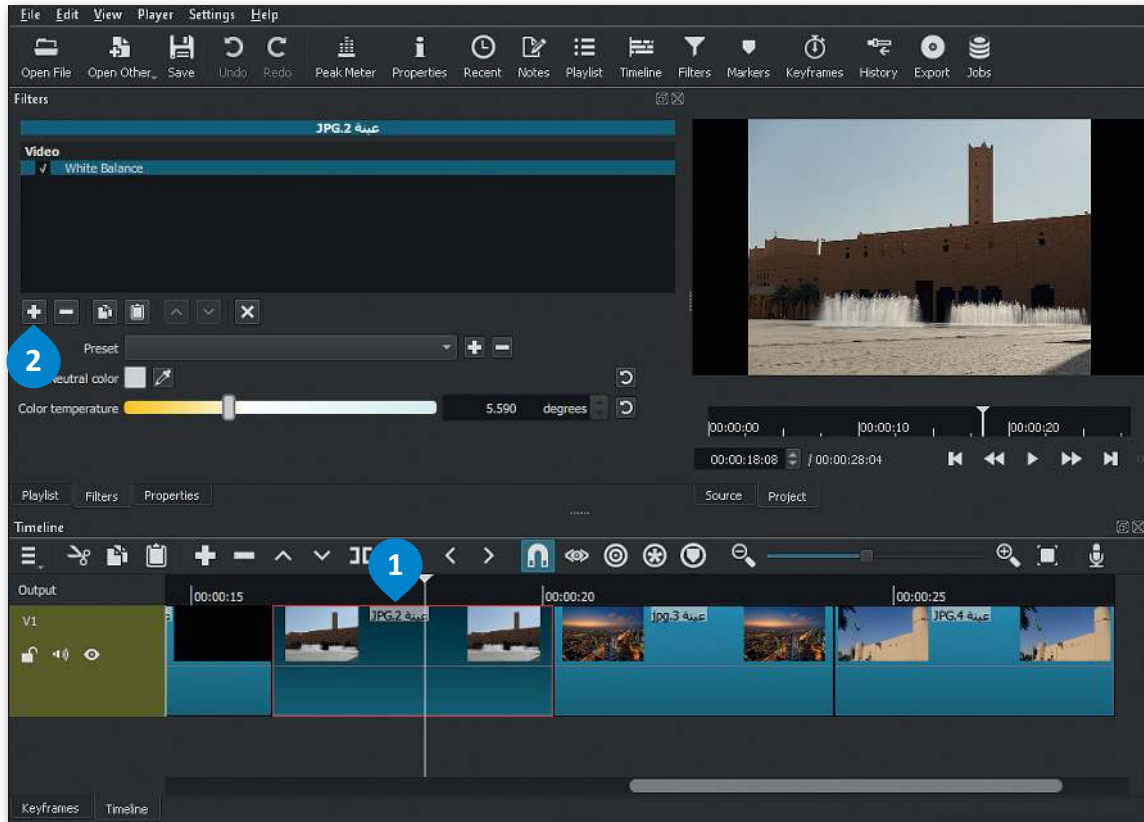 File Edit View Player Settings Help
Open File Open Other_ Save Undo Redo Peak Meter Properties Recent Notes Playlist Timeline Filters Markers Keyframes History Export Jobs
Filters
عينة 2.JPG
Video
White Balance
2
Preset
Neutral color
Color temperature 5.590 degrees
00:00:00 00:00:10 00:00:20
00:00:18:08 / 00:00:28:04
Playlist Filters Properties
Source Project
Timeline
1
Output
00:00:15 00:00:20 00:00:25
V1
عينة 2.JPG عينة 3.jpg عينة 4.JPG
Keyframes Timeline